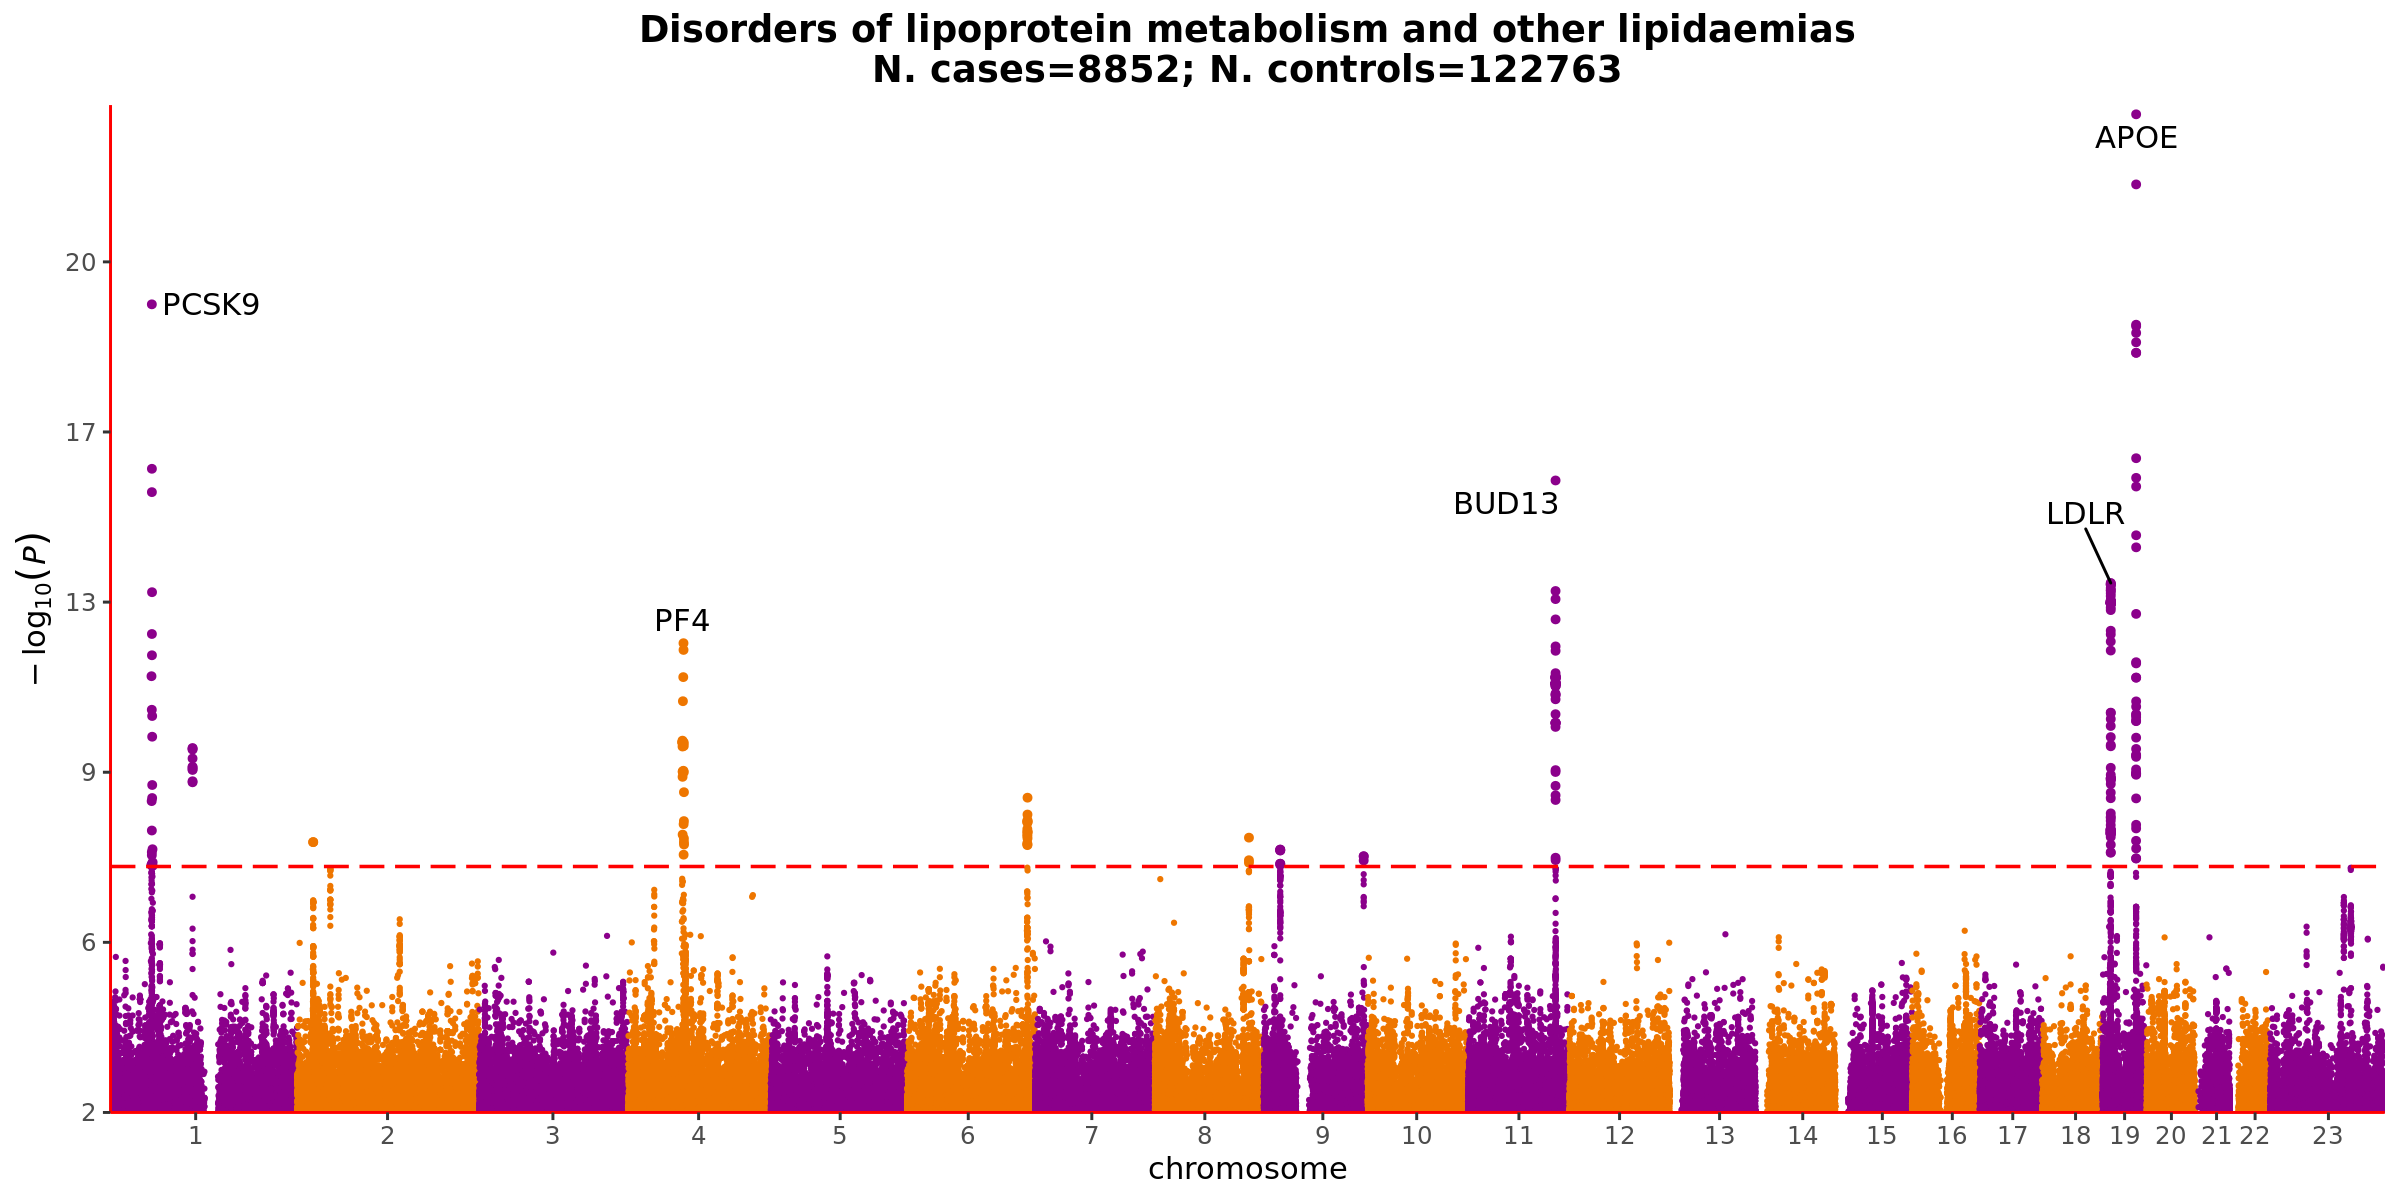 Disorders of lipoprotein metabolism and other lipidaemias
N. cases=8852; N. controls=122763
APOE
20
PCSK9
17
BUD13
LDLR
− log10(P)
13
PF4
9
6
2
1 2 3 4 5 6 7 8 9 10 11 12 13 14 15 16 17 18 19 20 21 22 23
chromosome